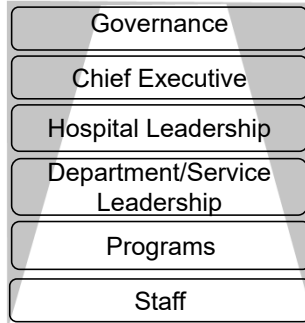 Governance
Chief Executive
Hospital Leadership
Department/Service
Leadership
Programs
Staff